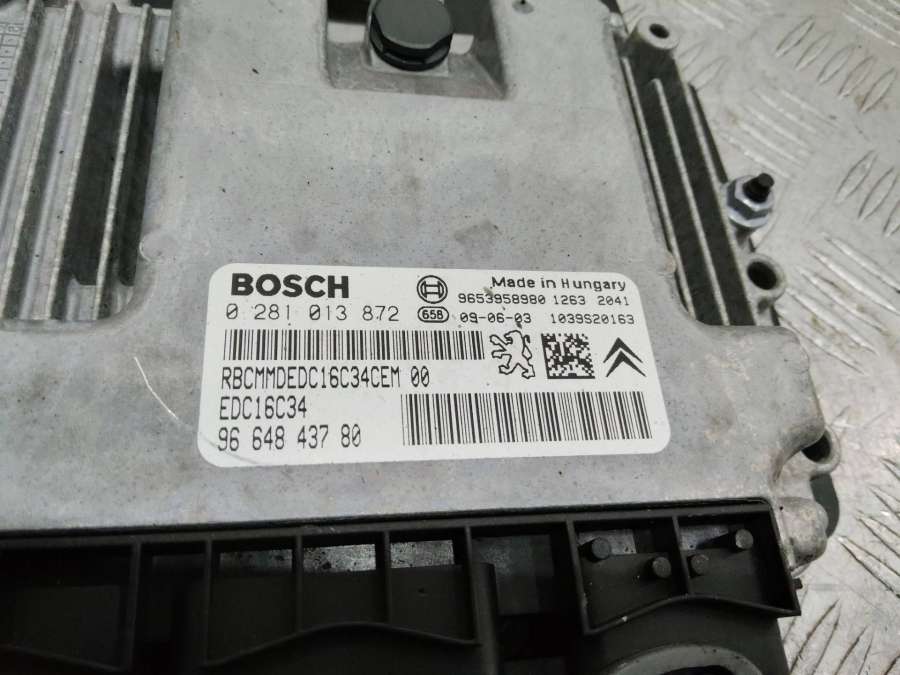 BOSCH
Made in Hungary
9653958980 1263 2041
0 281 013 872
658 09-06-03 1039S20163
RBCMMDEDC16C34CEM 00
EDC16C34
96 648 437 80